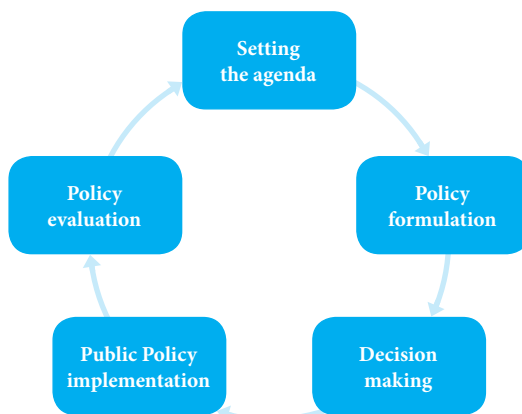 Setting
the agenda
Policy
formulation
Decision
making
Public Policy
implementation
Policy
evaluation